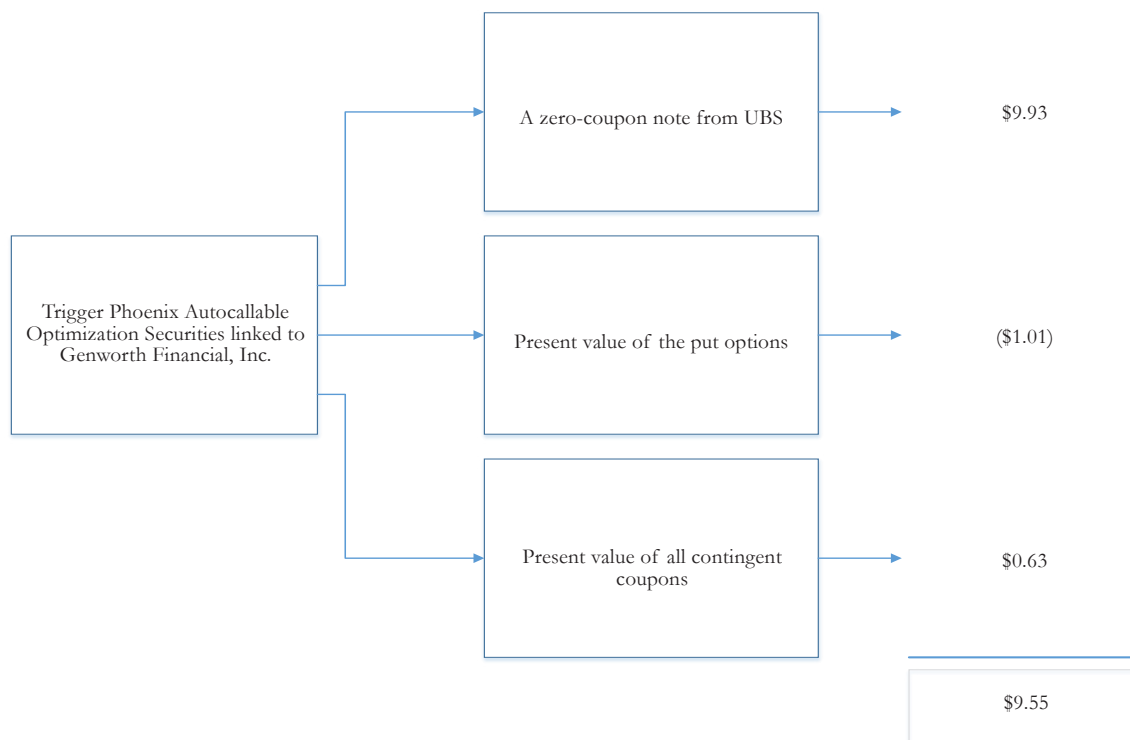 A zero-coupon note from UBS
$9.93
Trigger Phoenix Autocallable
Optimization Securities linked to
Genworth Financial, Inc.
Present value of the put options
($1.01)
Present value of all contingent
coupons
$0.63
$9.55